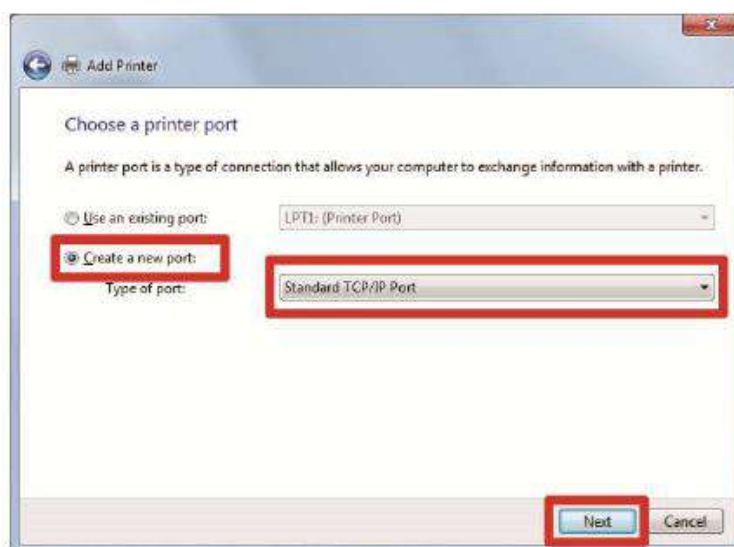 Add Printer
Choose a printer port
A printer port is a type of connection that allows your computer to exchange information with a printer.
Use an existing port:
LPT1: (Printer Port)
Create a new port:
Type of port:
Standard TCP/IP Port
Next
Cancel